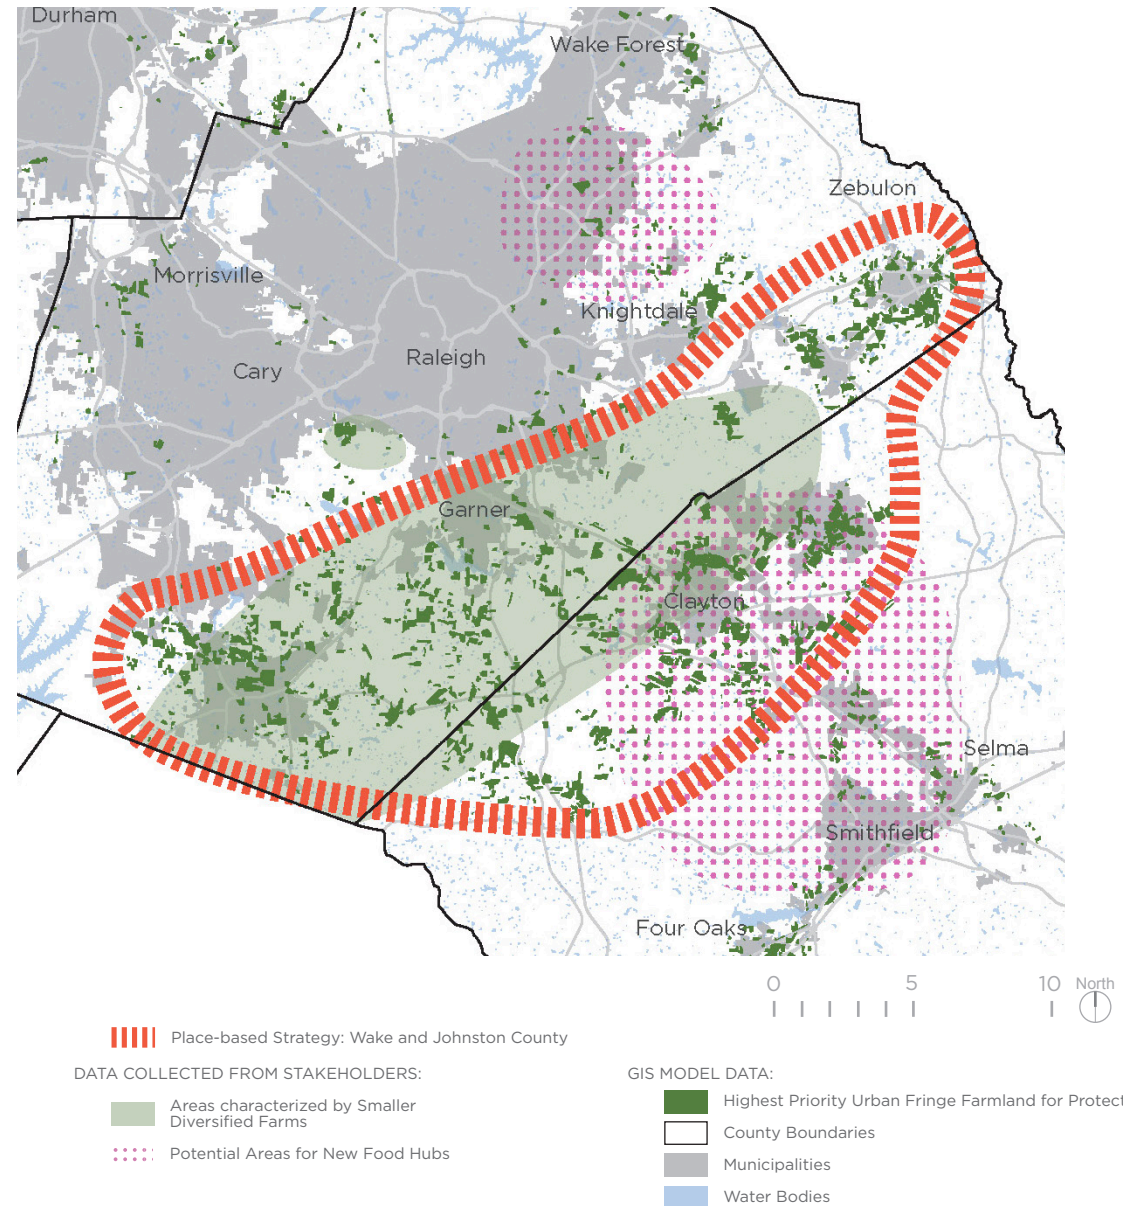 Durham
Wake Forest
Zebulon
Morrisville
Knightdale
Raleigh
Cary
Garner
Clayton
Selma
Smithfield
Four Oaks
0 5 10 North
Place-based Strategy: Wake and Johnston County
DATA COLLECTED FROM STAKEHOLDERS:
Areas characterized by Smaller
Diversified Farms
Potential Areas for New Food Hubs
GIS MODEL DATA:
Highest Priority Urban Fringe Farmland for Protect
County Boundaries
Municipalities
Water Bodies